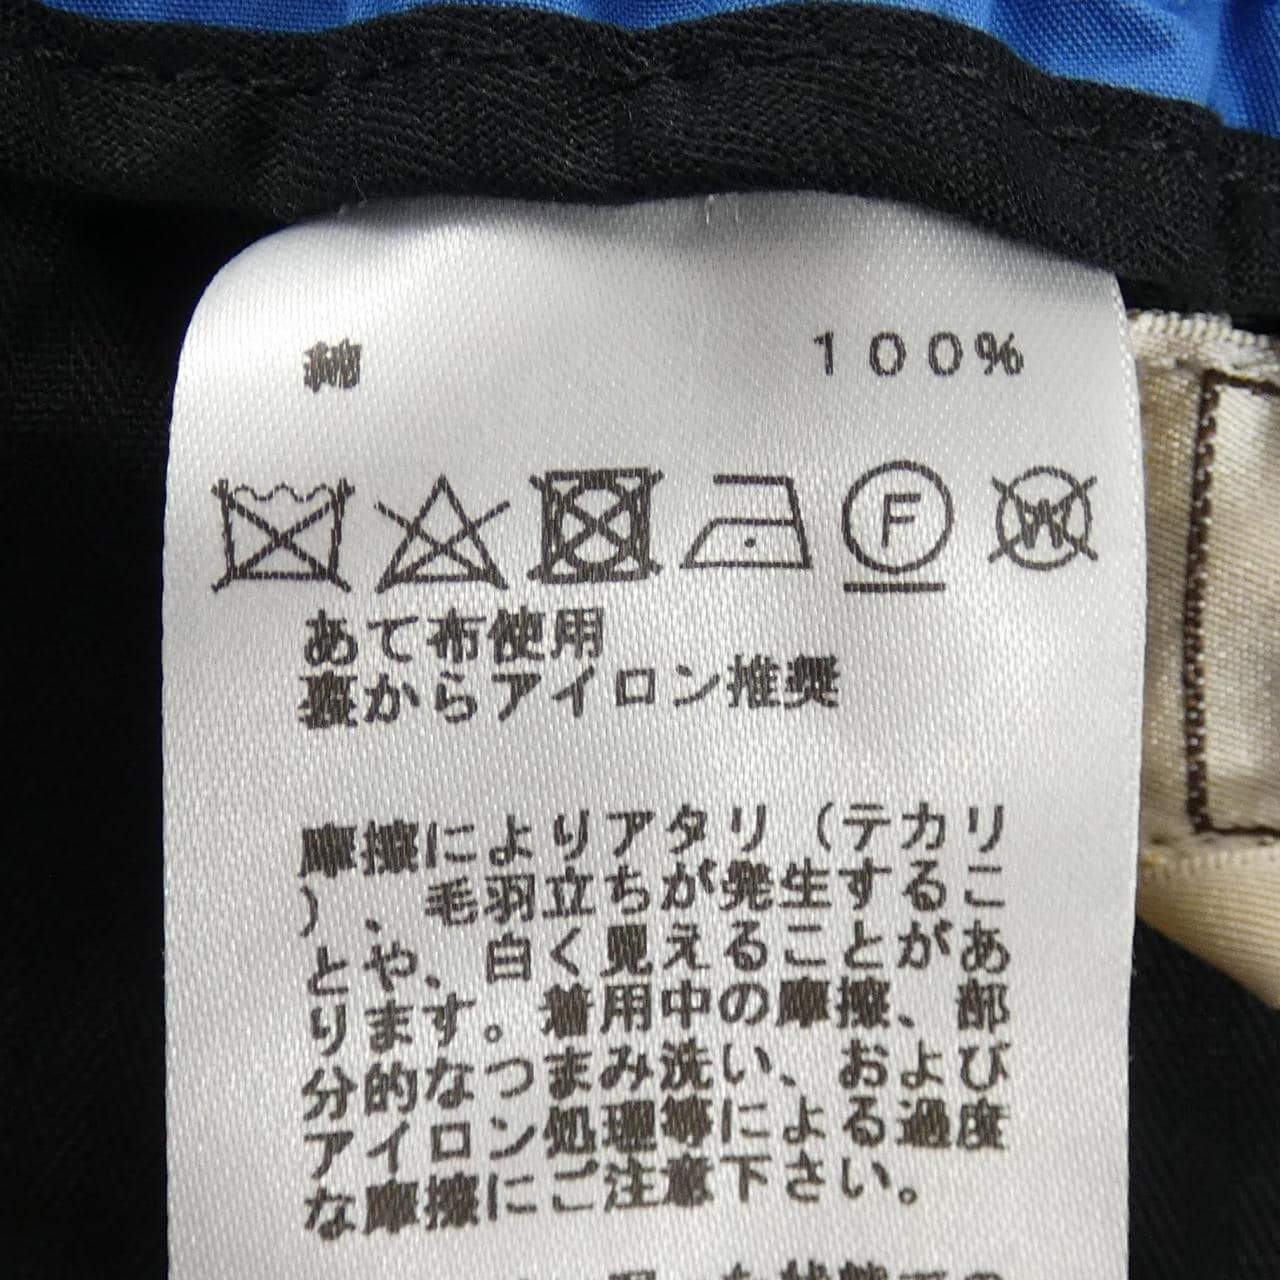 綿 １００％
F W
あて布使用
裏からアイロン推奨
摩擦によりアタリ（テカリ
）、毛羽立ちが発生するこ
とや、白く見えることがあ
ります。着用中の摩擦、部
分的なつまみ洗い、および
アイロン処理等による過度
な摩擦にご注意下さい。